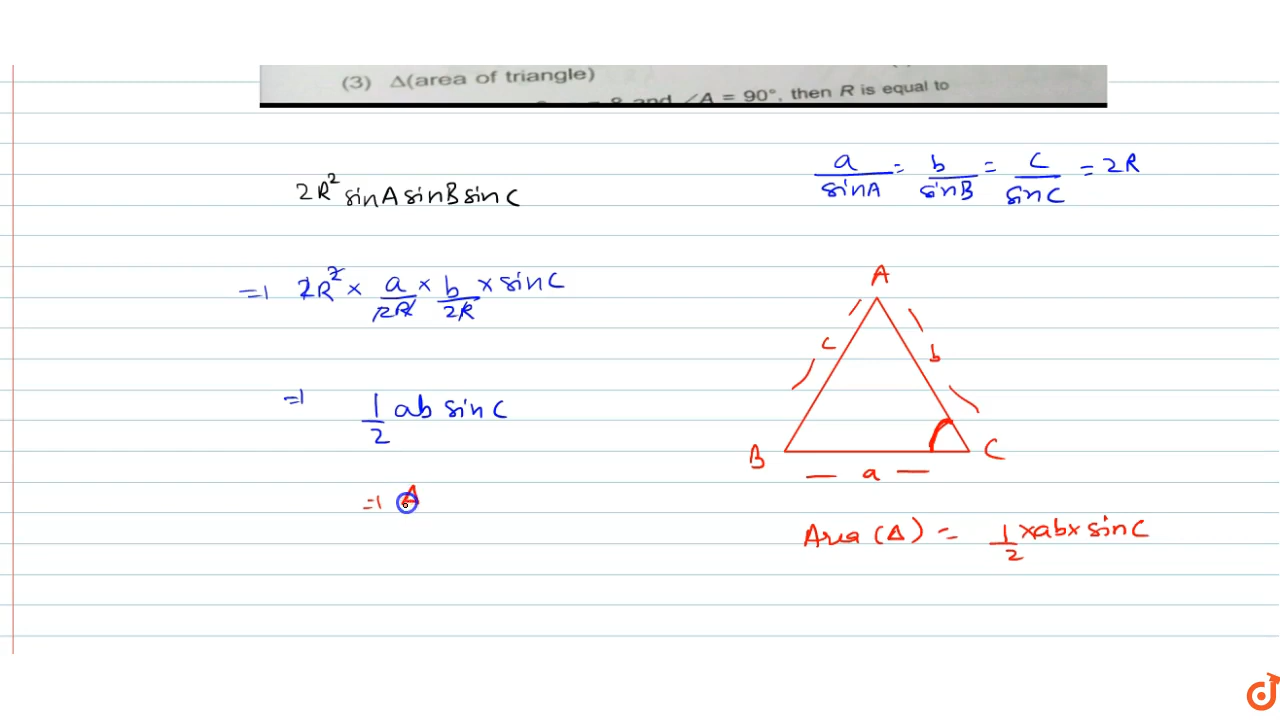 (3) Δ(area of triangle)
= 8 and ∠A = 90°, then R is equal to
2R² sinA sinB sinC
a/sinA = b/sinB = c/sinC = 2R
⇒ 2R² × a/2R × b/2R × sinC
⇒ 1/2 ab sinC
⇒ Δ
A
c
b
B
C
a
Area (Δ) = 1/2 × ab × sinC